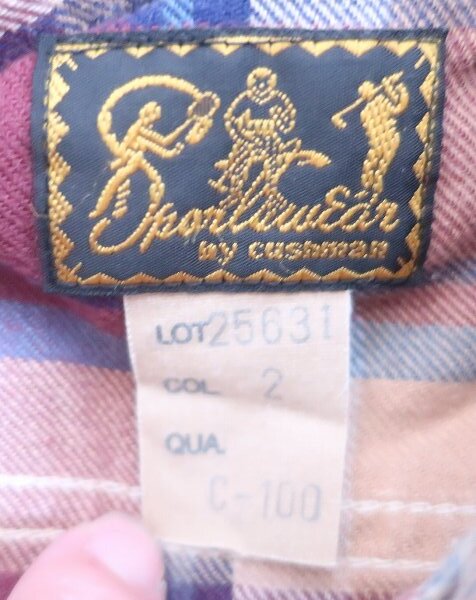 Sportswear
by cushman
LOT 25631
COL. 2
QUA.
C-100